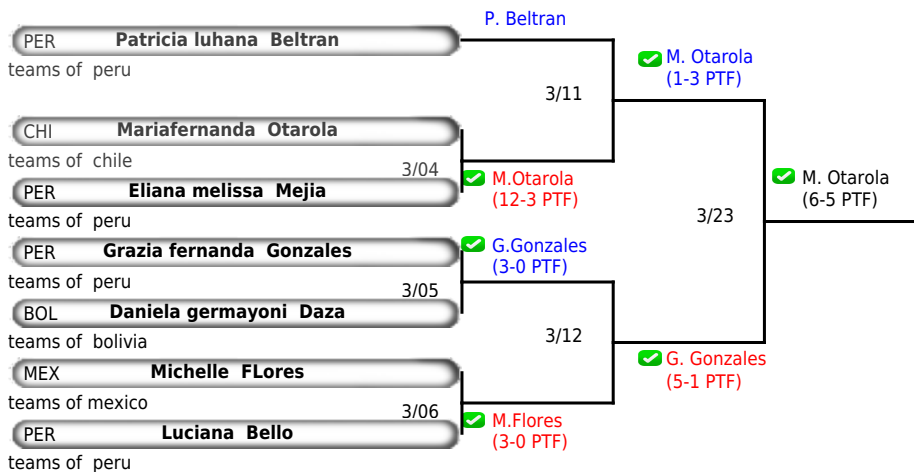 P. Beltran
PER Patricia luhana Beltran
teams of peru
M. Otarola
(1-3 PTF)
3/11
CHI Mariafernanda Otarola
teams of chile
3/04
M.Otarola
(12-3 PTF)
PER Eliana melissa Mejia
teams of peru
M. Otarola
(6-5 PTF)
3/23
PER Grazia fernanda Gonzales
teams of peru
G.Gonzales
(3-0 PTF)
3/05
BOL Daniela germayoni Daza
teams of bolivia
3/12
MEX Michelle FLores
teams of mexico
G. Gonzales
(5-1 PTF)
3/06
M.Flores
(3-0 PTF)
PER Luciana Bello
teams of peru